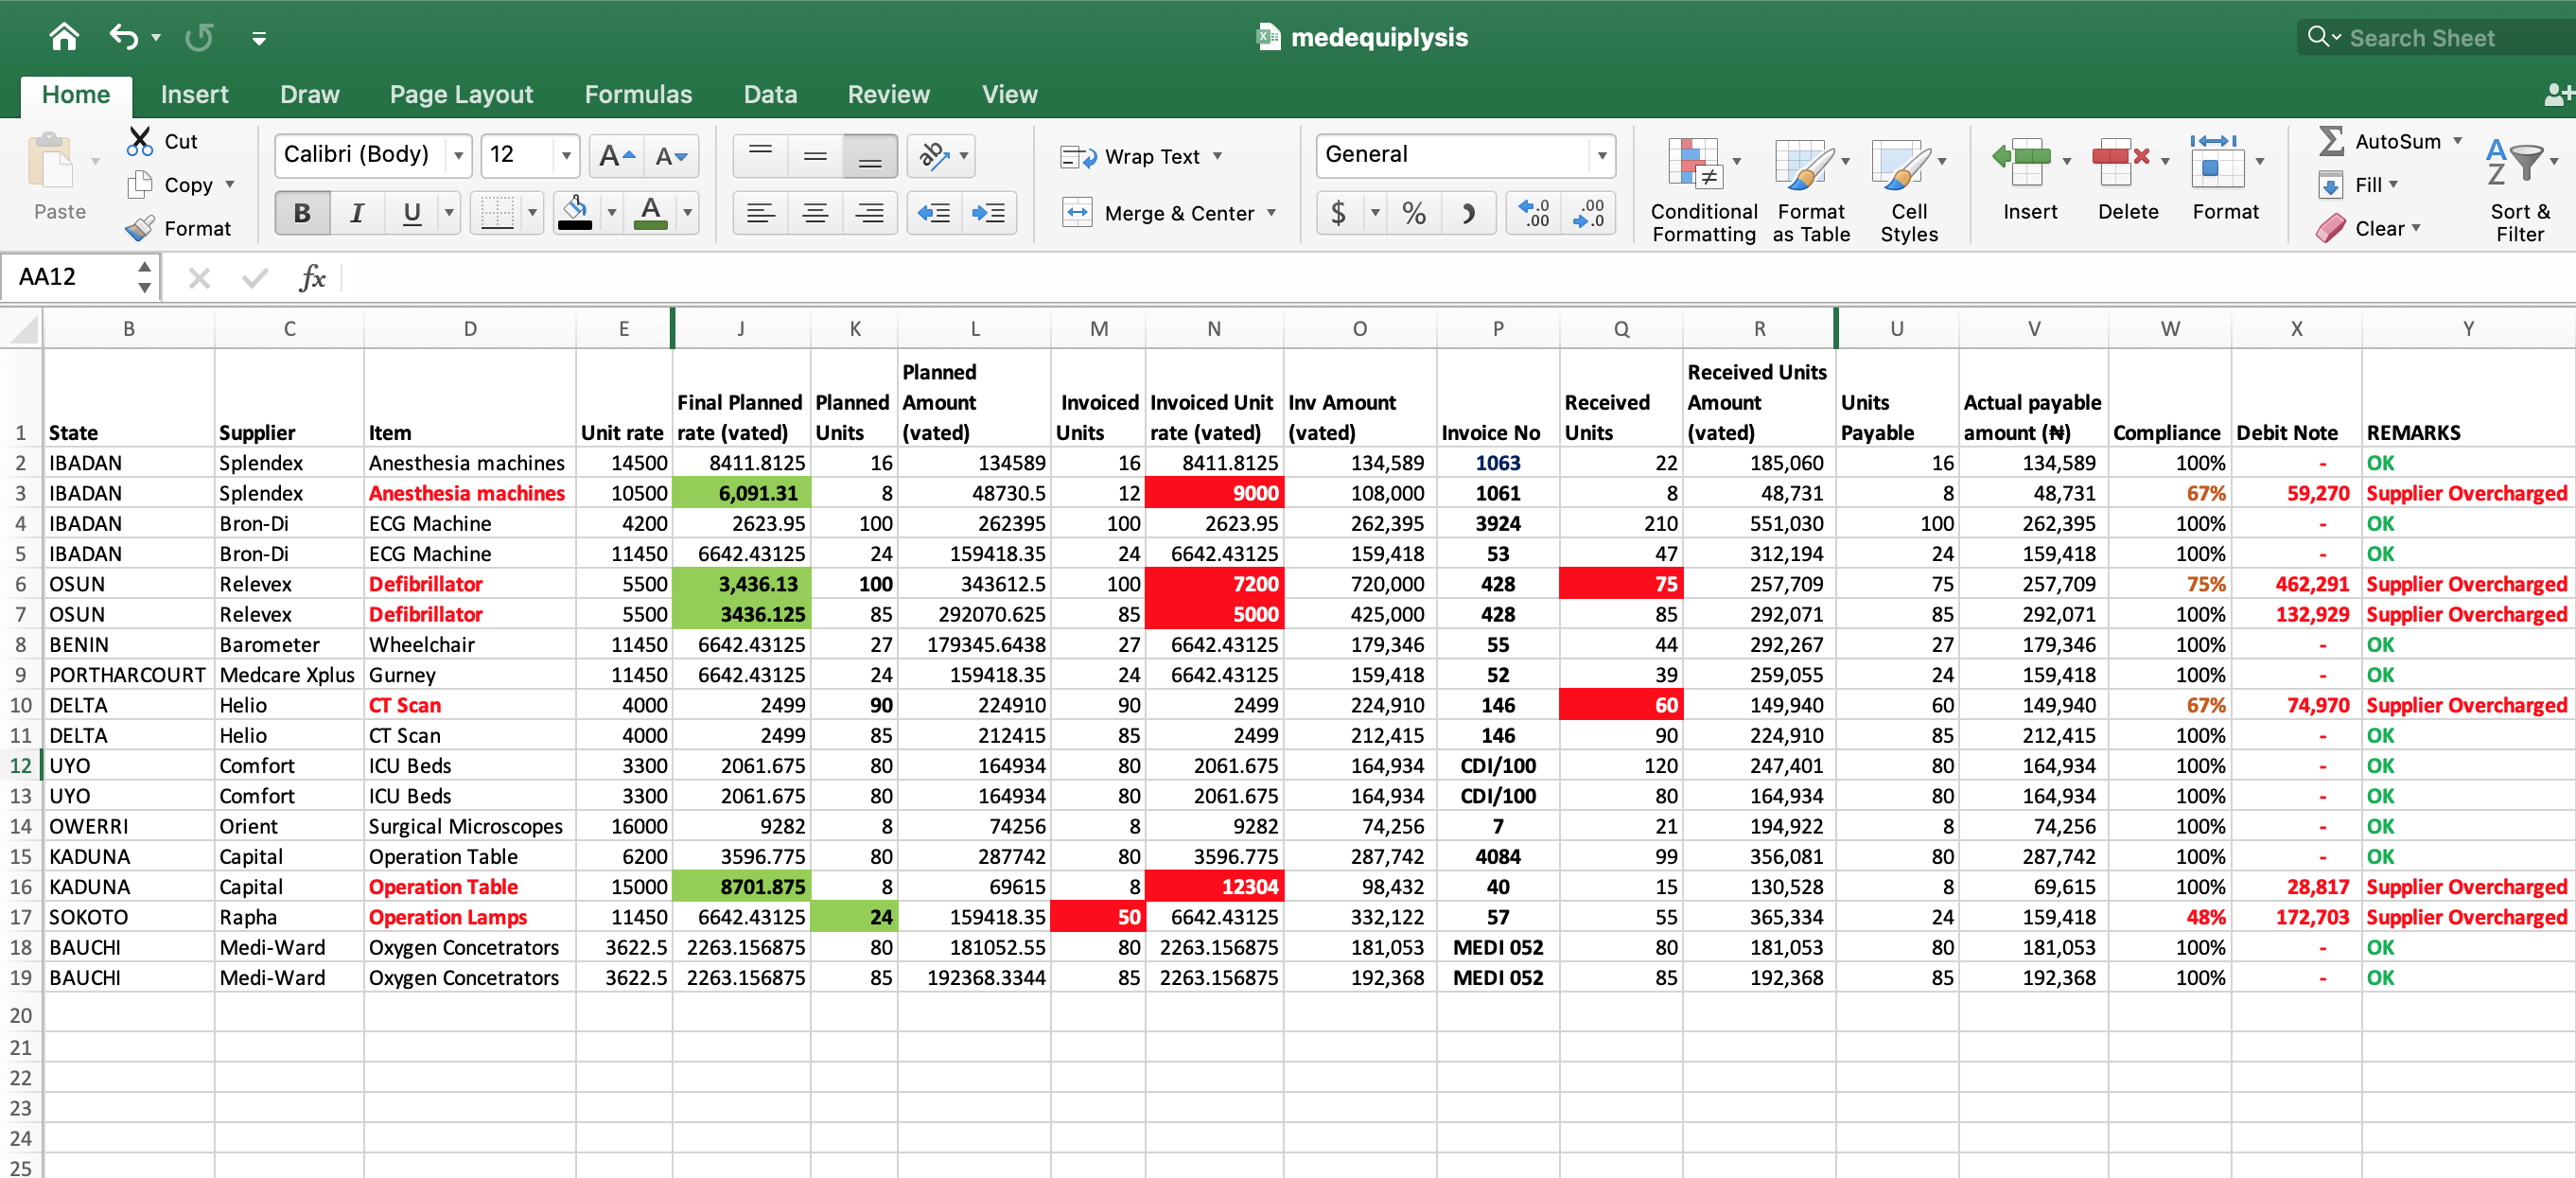 medequiplysis
Search Sheet
Home Insert Draw Page Layout Formulas Data Review View
Paste
Cut
Copy
Format
Calibri (Body) 12
A A
B I U A
ab
Wrap Text
Merge & Center
General
$ % .0 .00 .00 .0
Conditional Formatting
Format as Table
Cell Styles
Insert
Delete
Format
AutoSum
Fill
Clear
Sort & Filter
AA12 fx
B C D E J K L M N O P Q R U V W X Y
1 State Supplier Item Unit rate Final Planned rate (vated) Planned Units Planned Amount (vated) Invoiced Units Invoiced Unit rate (vated) Inv Amount (vated) Invoice No Received Units Received Units Amount (vated) Units Payable Actual payable amount (₦) Compliance Debit Note REMARKS
2 IBADAN Splendex Anesthesia machines 14500 8411.8125 16 134589 16 8411.8125 134,589 1063 22 185,060 16 134,589 100% - OK
3 IBADAN Splendex Anesthesia machines 10500 6,091.31 8 48730.5 12 9000 108,000 1061 8 48,731 8 48,731 67% 59,270 Supplier Overcharged
4 IBADAN Bron-Di ECG Machine 4200 2623.95 100 262395 100 2623.95 262,395 3924 210 551,030 100 262,395 100% - OK
5 IBADAN Bron-Di ECG Machine 11450 6642.43125 24 159418.35 24 6642.43125 159,418 53 47 312,194 24 159,418 100% - OK
6 OSUN Relevex Defibrillator 5500 3,436.13 100 343612.5 100 7200 720,000 428 75 257,709 75 257,709 75% 462,291 Supplier Overcharged
7 OSUN Relevex Defibrillator 5500 3436.125 85 292070.625 85 5000 425,000 428 85 292,071 85 292,071 100% 132,929 Supplier Overcharged
8 BENIN Barometer Wheelchair 11450 6642.43125 27 179345.6438 27 6642.43125 179,346 55 44 292,267 27 179,346 100% - OK
9 PORTHARCOURT Medcare Xplus Gurney 11450 6642.43125 24 159418.35 24 6642.43125 159,418 52 39 259,055 24 159,418 100% - OK
10 DELTA Helio CT Scan 4000 2499 90 224910 90 2499 224,910 146 60 149,940 60 149,940 67% 74,970 Supplier Overcharged
11 DELTA Helio CT Scan 4000 2499 85 212415 85 2499 212,415 146 90 224,910 85 212,415 100% - OK
12 UYO Comfort ICU Beds 3300 2061.675 80 164934 80 2061.675 164,934 CDI/100 120 247,401 80 164,934 100% - OK
13 UYO Comfort ICU Beds 3300 2061.675 80 164934 80 2061.675 164,934 CDI/100 80 164,934 80 164,934 100% - OK
14 OWERRI Orient Surgical Microscopes 16000 9282 8 74256 8 9282 74,256 7 21 194,922 8 74,256 100% - OK
15 KADUNA Capital Operation Table 6200 3596.775 80 287742 80 3596.775 287,742 4084 99 356,081 80 287,742 100% - OK
16 KADUNA Capital Operation Table 15000 8701.875 8 69615 8 12304 98,432 40 15 130,528 8 69,615 100% 28,817 Supplier Overcharged
17 SOKOTO Rapha Operation Lamps 11450 6642.43125 24 159418.35 50 6642.43125 332,122 57 55 365,334 24 159,418 48% 172,703 Supplier Overcharged
18 BAUCHI Medi-Ward Oxygen Concetrators 3622.5 2263.156875 80 181052.55 80 2263.156875 181,053 MEDI 052 80 181,053 80 181,053 100% - OK
19 BAUCHI Medi-Ward Oxygen Concetrators 3622.5 2263.156875 85 192368.3344 85 2263.156875 192,368 MEDI 052 85 192,368 85 192,368 100% - OK
20
21
22
23
24
25